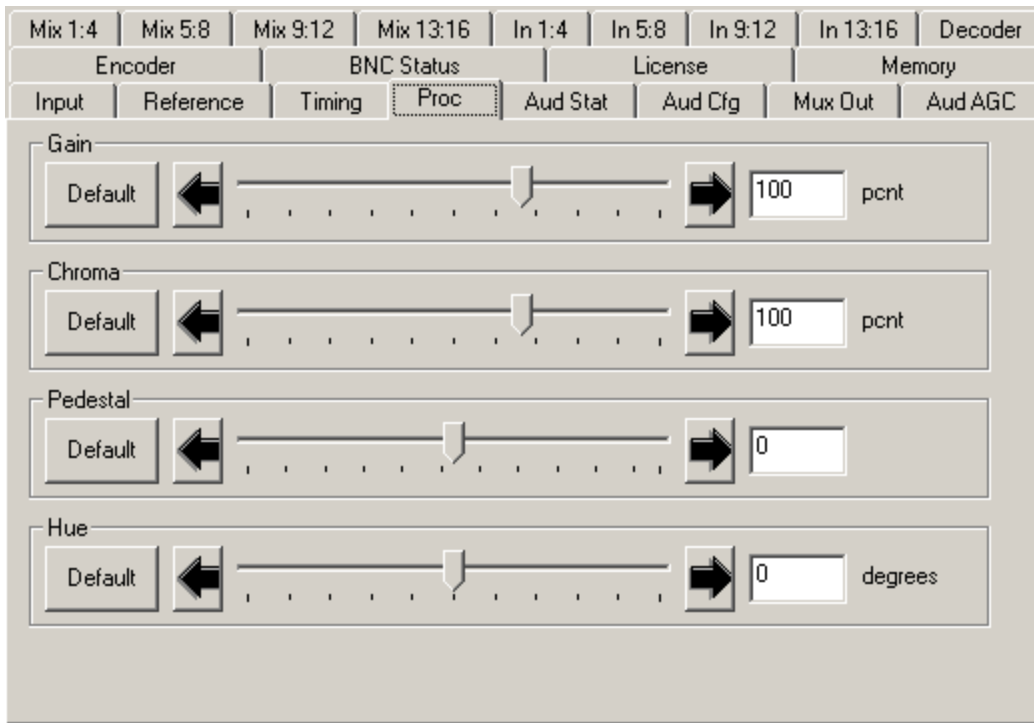 Mix 1:4 Mix 5:8 Mix 9:12 Mix 13:16 In 1:4 In 5:8 In 9:12 In 13:16 Decoder
Encoder BNC Status License Memory
Input Reference Timing Proc Aud Stat Aud Cfg Mux Out Aud AGC
Gain
Default 100 pcnt
Chroma
Default 100 pcnt
Pedestal
Default 0
Hue
Default 0 degrees